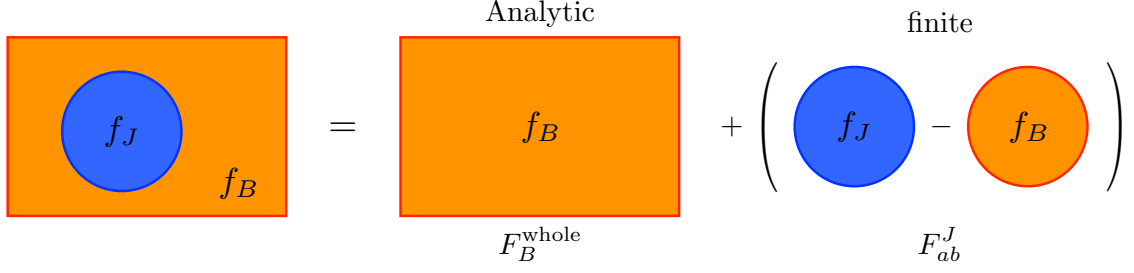 Analytic
finite
f_J
f_B
=
f_B
+ ( f_J − f_B )
F_B^whole
F_ab^J